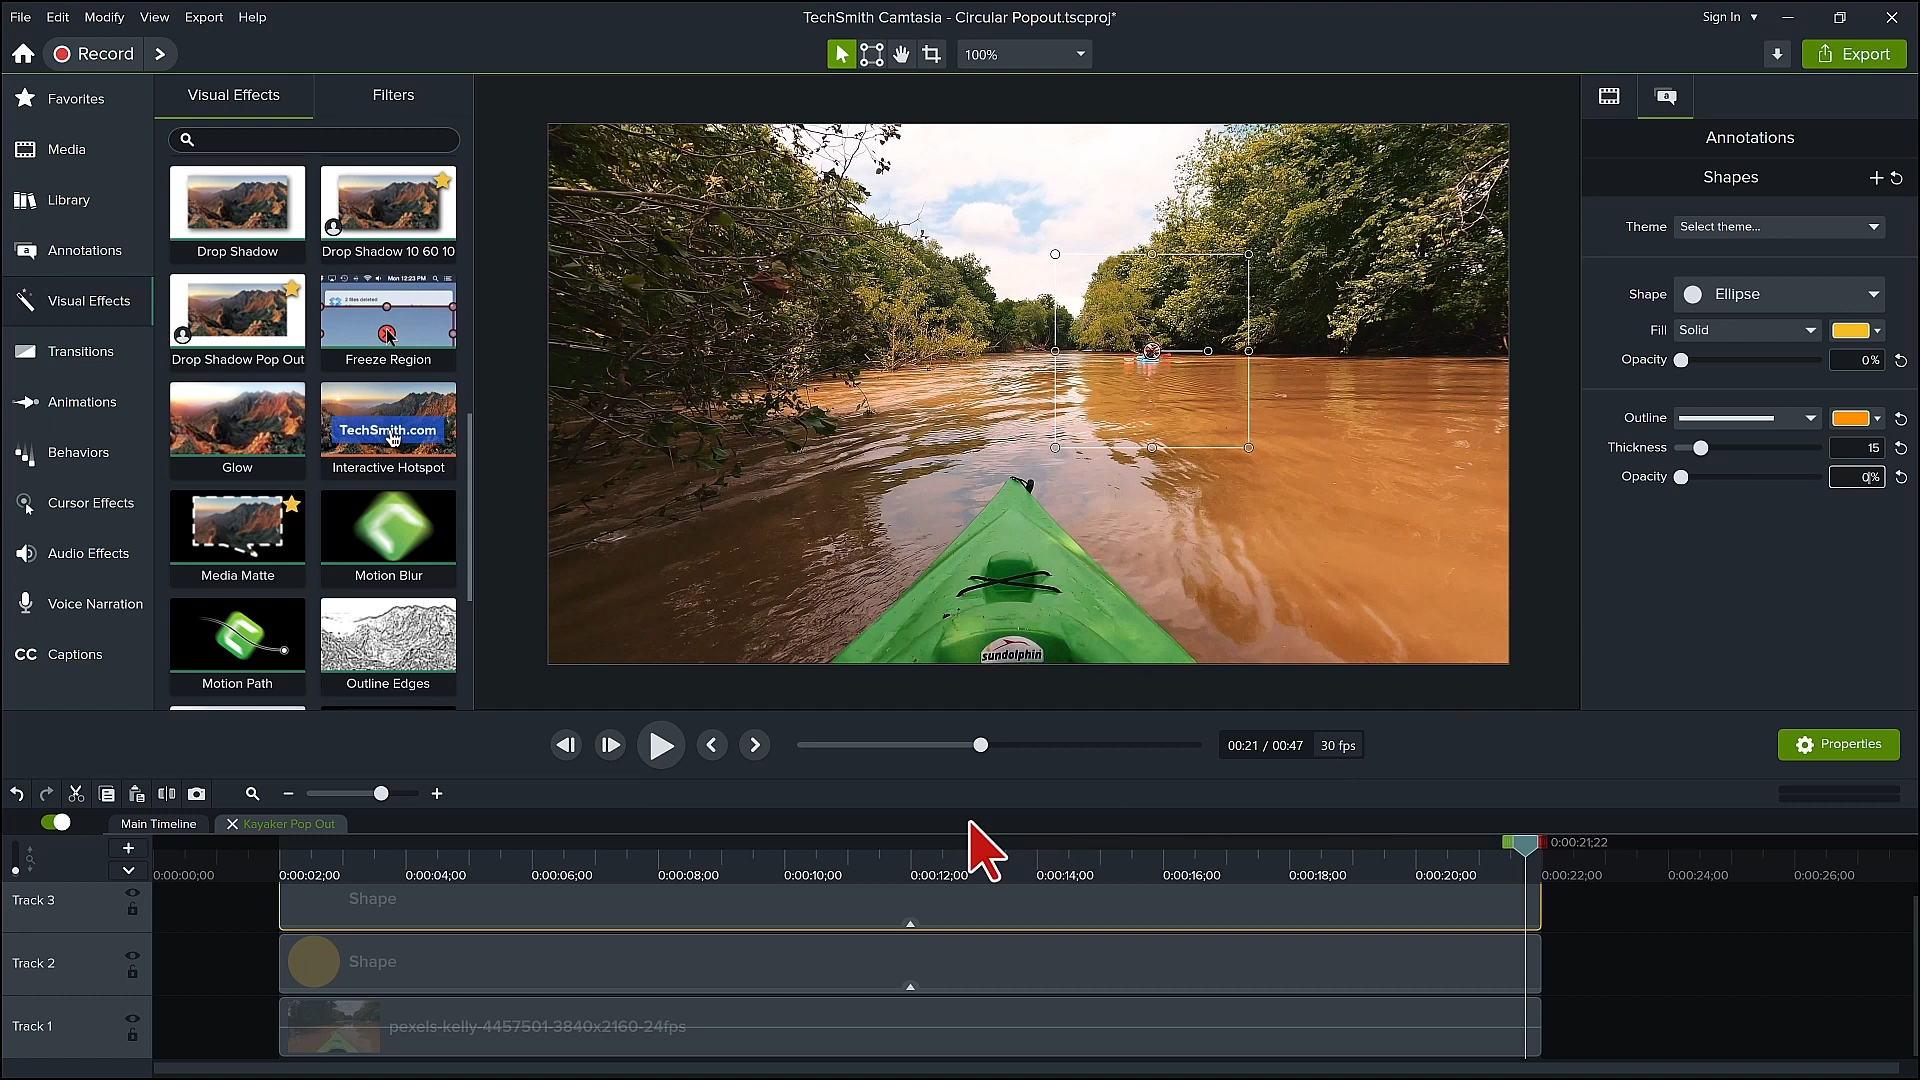 File Edit Modify View Export Help
TechSmith Camtasia - Circular Popout.tscproj*
Sign In
Record
100%
Export
Favorites
Media
Library
Annotations
Visual Effects
Transitions
Animations
Behaviors
Cursor Effects
Audio Effects
Voice Narration
CC Captions
Visual Effects Filters
Drop Shadow Drop Shadow 10 60 10
Mon 12:23 PM
2 files deleted
Drop Shadow Pop Out Freeze Region
TechSmith.com
Glow Interactive Hotspot
Media Matte Motion Blur
Motion Path Outline Edges
sundolphin
a
Annotations
Shapes
Theme Select theme...
Shape Ellipse
Fill Solid
Opacity 0%
Outline
Thickness 15
Opacity 0%
00:21 / 00:47 30 fps
Properties
Main Timeline Kayaker Pop Out
0:00:21;22
0:00:00;00 0:00:02;00 0:00:04;00 0:00:06;00 0:00:08;00 0:00:10;00 0:00:12;00 0:00:14;00 0:00:16;00 0:00:18;00 0:00:20;00 0:00:22;00 0:00:24;00 0:00:26;00
Track 3 Shape
Track 2 Shape
Track 1 pexels-kelly-4457501-3840x2160-24fps